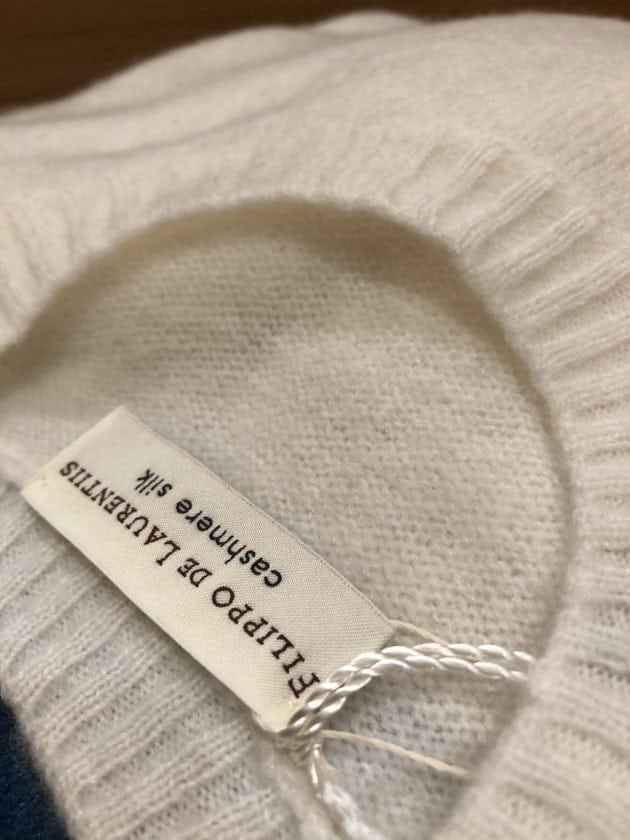 FILIPPO DE LAURENTIIS
cashmere silk